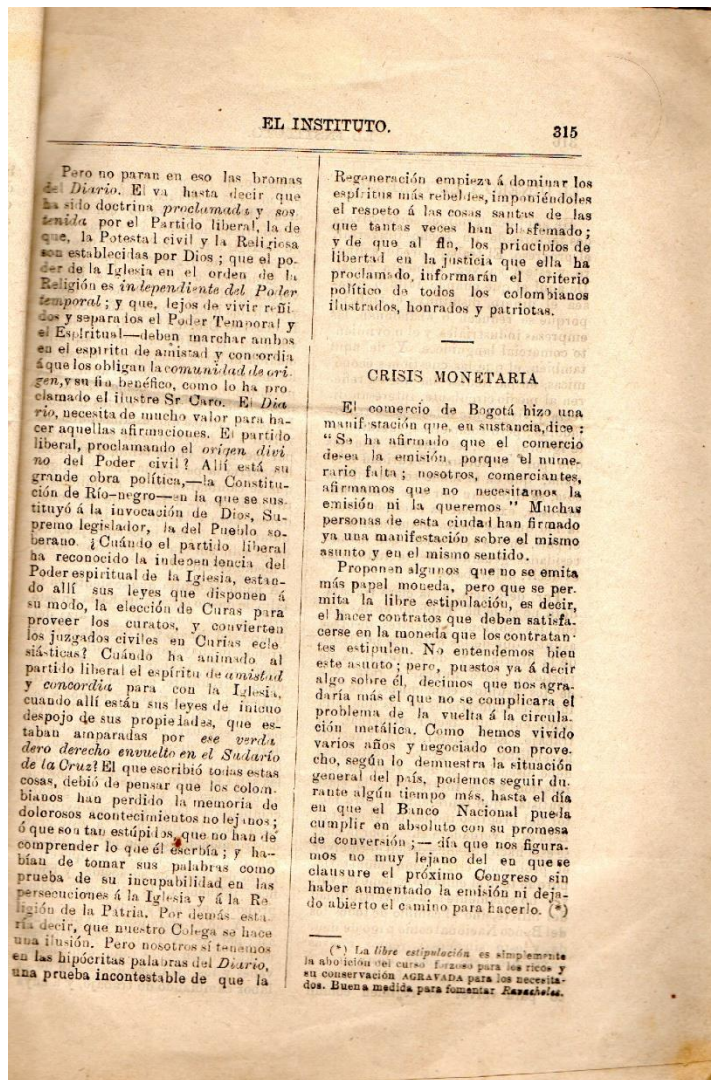 EL INSTITUTO.
315
Pero no paran en eso las bromas
del Diario. El va hasta decir que
ha sido doctrina proclamada y sos
tenida por el Partido liberal, la de
que, la Potestad civil y la Religiosa
son establecidas por Dios ; que el po-
der de la Iglesia en el orden de la
Religión es independiente del Poder
temporal ; y que, lejos de vivir reñi-
dos y separados el Poder Temporal y
el Espiritual—deben marchar ambos
en el espíritu de amistad y concordia
á que los obligan la comunidad de ori-
gen, y su fin benéfico, como lo ha pro
clamado el ilustre Sr Caro. El Dia
rio, necesita de mucho valor para ha-
cer aquellas afirmaciones. El partido
liberal, proclamando el origen divi
no del Poder civil? Allí está su
grande obra política,—la Constitu-
ción de Río-negro—en la que se sus-
tituyó á la invocación de Dios, Su-
premo legislador, la del Pueblo so-
berano. ¿Cuándo el partido liberal
ha reconocido la independencia del
Poder espiritual de la Iglesia, estan-
do allí sus leyes que disponen á
su modo, la elección de Curas para
proveer los curatos, y convierten
los juzgados civiles en Curias ecle
siásticas? Cuándo ha animado al
partido liberal el espíritu de amistad
y concordia para con la Iglesia,
cuando allí están sus leyes de inicuo
despojo de sus propiedades, que es-
taban amparadas por ese verda
dero derecho envuelto en el Sudario
de la Cruz? El que escribió todas estas
cosas, debió de pensar que los colom-
bianos han perdido la memoria de
dolorosos acontecimientos no lejanos ;
ó que son tan estúpidos, que no han de
comprender lo que él escrbía ; y ha-
bían de tomar sus palabras como
prueba de su incupabilidad en las
persecuciones á la Iglesia y á la Re
ligión de la Patria. Por demás esta
ría decir, que nuestro Colega se hace
una ilusión. Pero nosotros sí tenemos
en las hipócritas palabras del Diario,
una prueba incontestable de que la
Regeneración empieza á dominar los
espíritus más rebeldes, imponiéndoles
el respeto á las cosas santas de las
que tantas veces han blasfemado ;
y de que al fin, los principios de
libertad en la justicia que ella ha
proclamado, informarán el criterio
político de todos los colombianos
ilustrados, honrados y patriotas.
CRISIS MONETARIA
El comercio de Bogotá hizo una
manifestación que, en sustancia, dice :
“ Se ha afirmado que el comercio
desea la emisión, porque el nume-
rario falta ; nosotros, comerciantes,
afirmamos que no necesitamos la
emisión ni la queremos ” Muchas
personas de esta ciudad han firmado
ya una manifestación sobre el mismo
asunto y en el mismo sentido.
Proponen algunos que no se emita
más papel moneda, pero que se per-
mita la libre estipulación, es decir,
el hacer contratos que deben satisfa-
cerse en la moneda que los contratan-
tes estipulen. No entendemos bien
este asunto ; pero, puestos ya á decir
algo sobre él, decimos que nos agra-
daría más el que no se complicara el
problema de la vuelta á la circula-
ción metálica. Como hemos vivido
varios años y negociado con prove-
cho, según lo demuestra la situación
general del país, podemos seguir du-
rante algún tiempo más, hasta el día
en que el Banco Nacional pueda
cumplir en absoluto con su promesa
de conversión ;— día que nos figura-
mos no muy lejano del en que se
clausure el próximo Congreso sin
haber aumentado la emisión ni deja-
do abierto el camino para hacerlo. (*)
(*) La libre estipulación es simplemente
la abolición del curso forzoso para los ricos y
su conservación AGRAVADA para los necesita-
dos. Buena medida para fomentar Ravacholes.